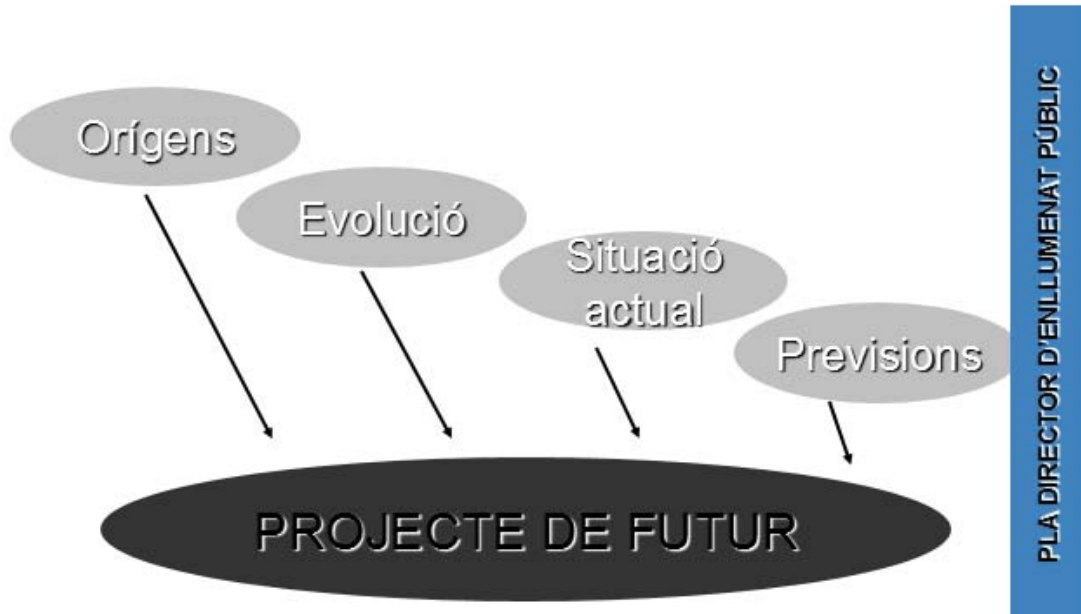 Orígens
Evolució
Situació
actual
Previsions
PROJECTE DE FUTUR
PLA DIRECTOR D'ENLLUMENAT PÚBLIC